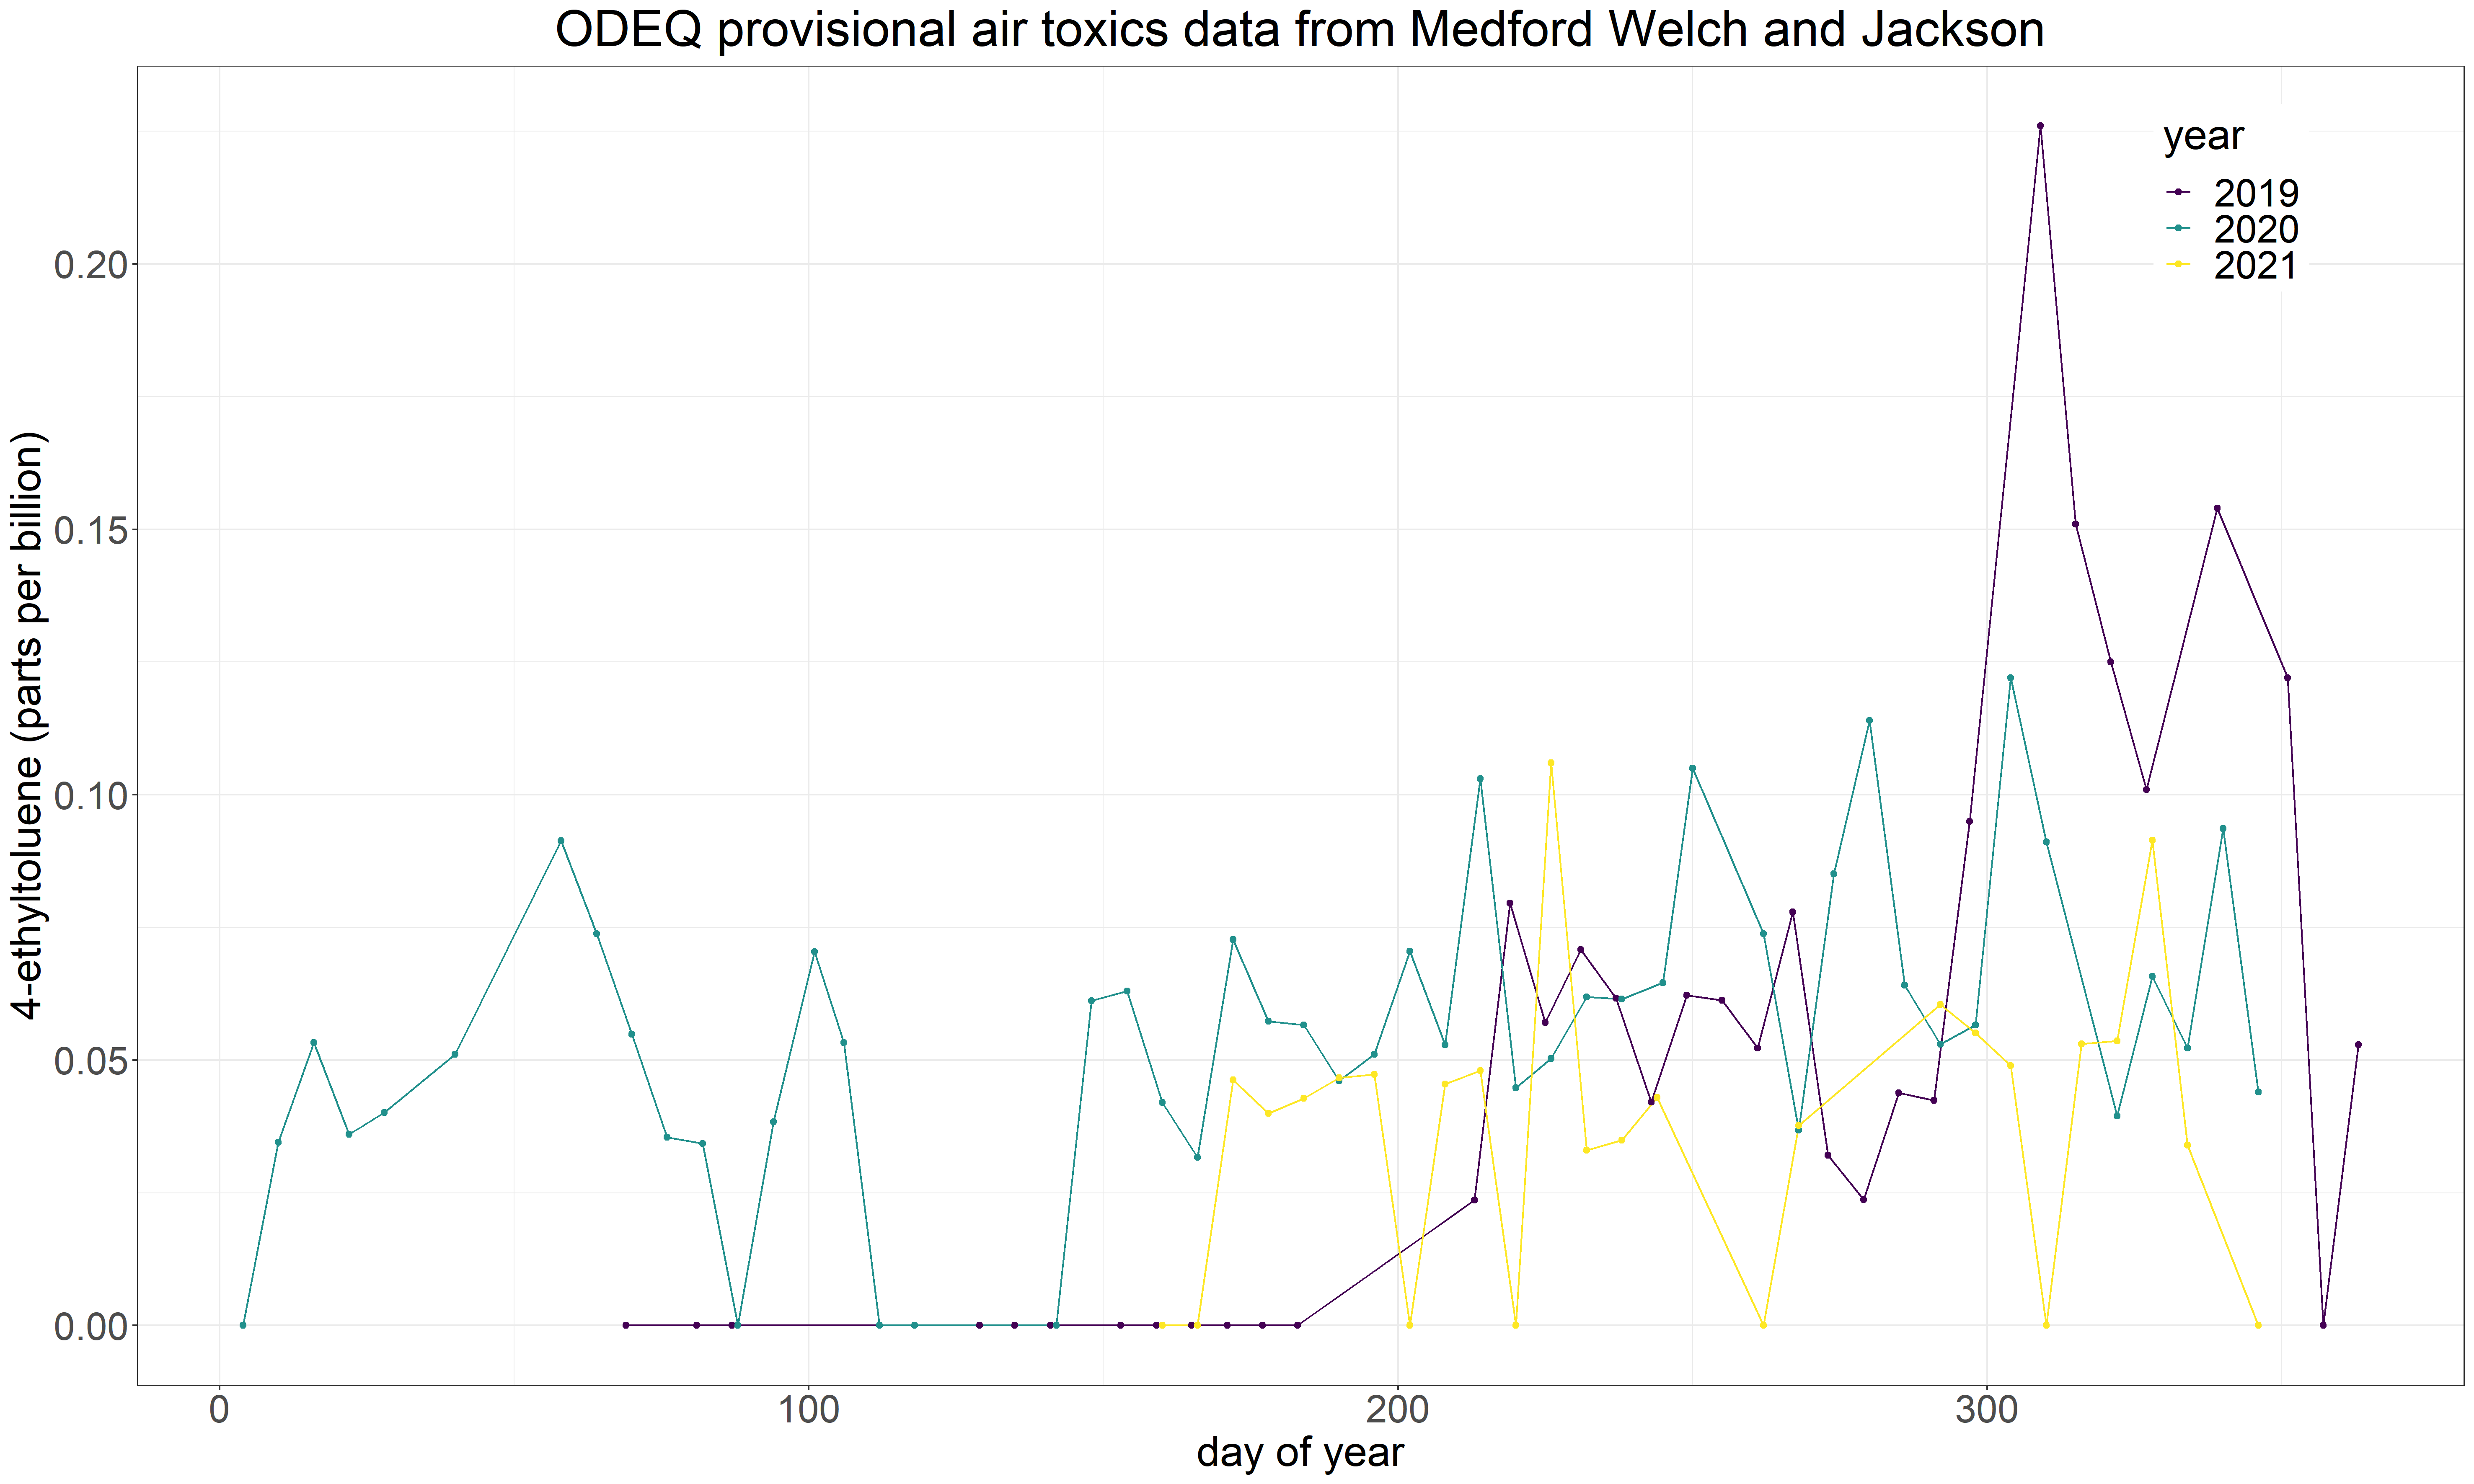 ODEQ provisional air toxics data from Medford Welch and Jackson
year
2019
2020
2021
0.20
0.15
0.10
0.05
0.00
4-ethyltoluene (parts per billion)
0 100 200 300
day of year